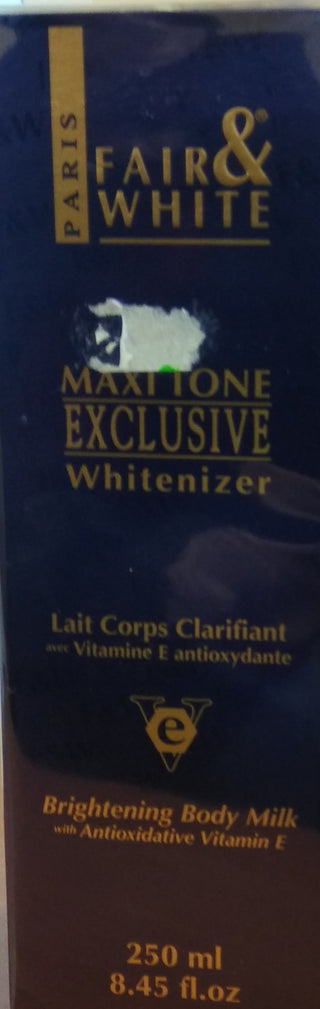 PARIS
FAIR &®
WHITE
MAXI TONE
EXCLUSIVE
Whitenizer
Lait Corps Clarifiant
avec Vitamine E antioxydante
Ve
Brightening Body Milk
with Antioxidative Vitamin E
250 ml
8.45 fl.oz